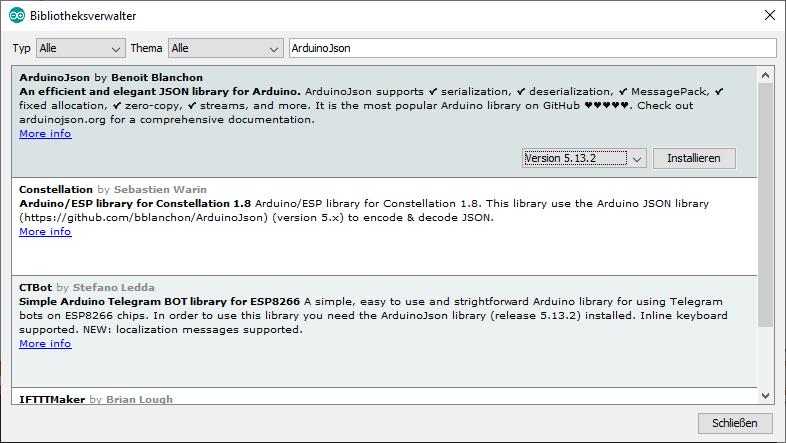 Bibliotheksverwalter
Typ Alle Thema Alle ArduinoJson
ArduinoJson by Benoit Blanchon
An efficient and elegant JSON library for Arduino. ArduinoJson supports ✔ serialization, ✔ deserialization, ✔ MessagePack, ✔
fixed allocation, ✔ zero-copy, ✔ streams, and more. It is the most popular Arduino library on GitHub ♥♥♥♥♥. Check out
arduinojson.org for a comprehensive documentation.
More info
Version 5.13.2 Installieren
Constellation by Sebastien Warin
Arduino/ESP library for Constellation 1.8 Arduino/ESP library for Constellation 1.8. This library use the Arduino JSON library
(https://github.com/bblanchon/ArduinoJson) (version 5.x) to encode & decode JSON.
More info
CTBot by Stefano Ledda
Simple Arduino Telegram BOT library for ESP8266 A simple, easy to use and strightforward Arduino library for using Telegram
bots on ESP8266 chips. In order to use this library you need the ArduinoJson library (release 5.13.2) installed. Inline keyboard
supported. NEW: localization messages supported.
More info
IFTTTMaker by Brian Lough
Schließen